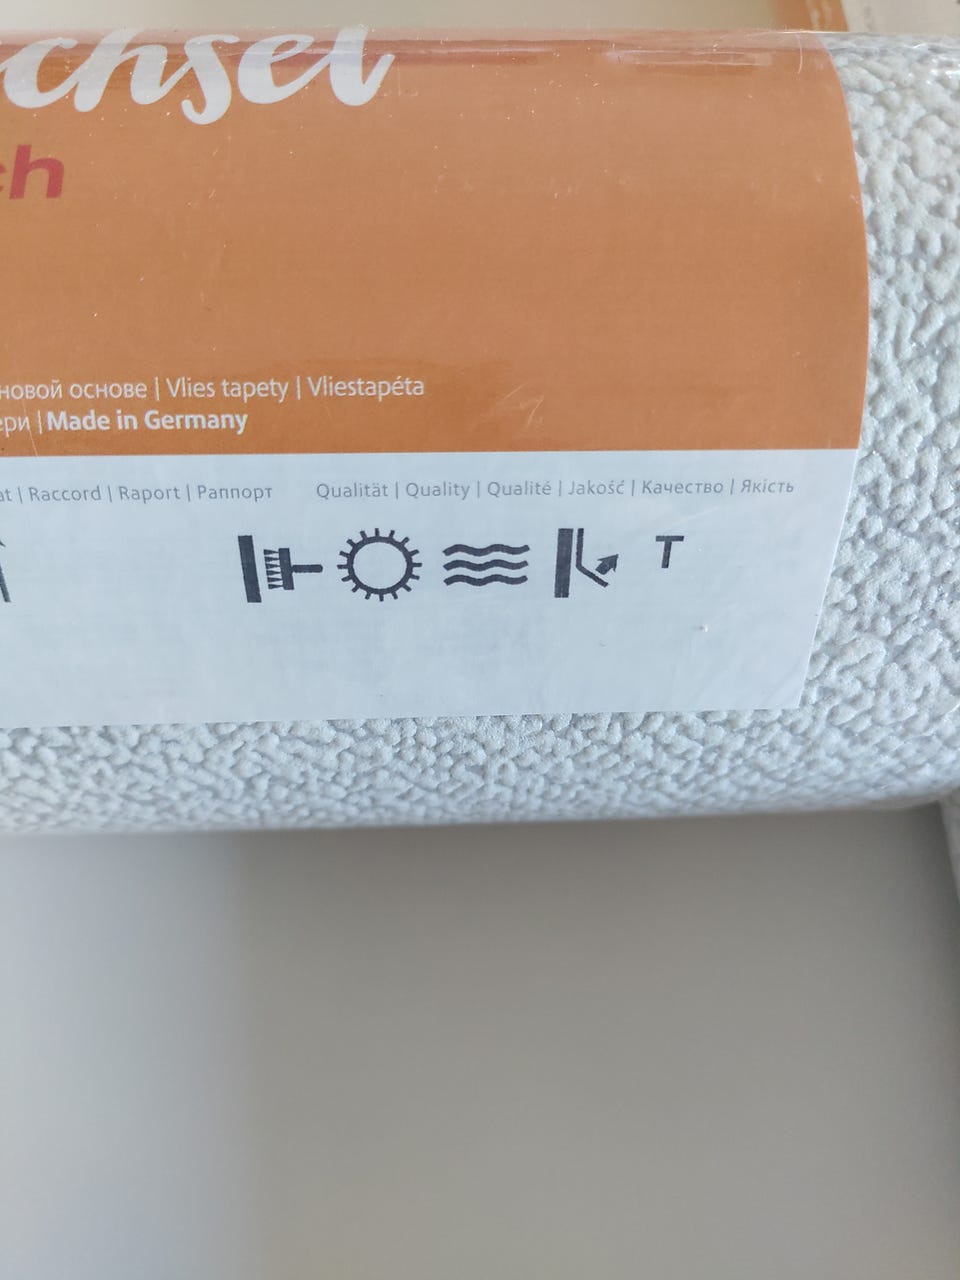 chsel
ch
новой основе | Vlies tapety | Vliestapéta
ери | Made in Germany
at | Raccord | Raport | Раппорт Qualität | Quality | Qualité | Jakość | Качество | Якість
T